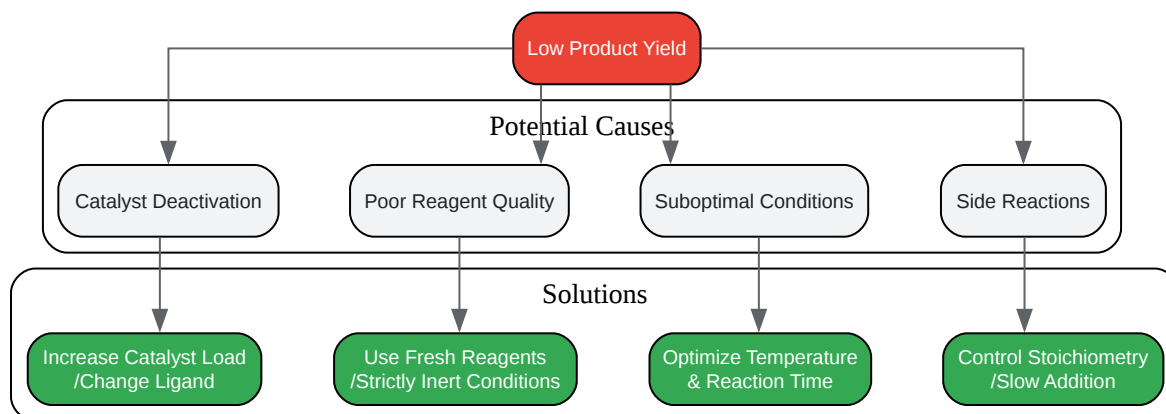 Low Product Yield
Potential Causes
Catalyst Deactivation
Poor Reagent Quality
Suboptimal Conditions
Side Reactions
Solutions
Increase Catalyst Load
/Change Ligand
Use Fresh Reagents
/Strictly Inert Conditions
Optimize Temperature
& Reaction Time
Control Stoichiometry
/Slow Addition